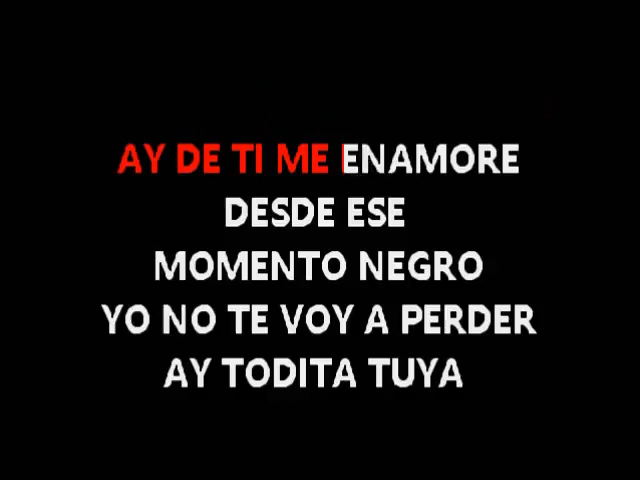 AY DE TI ME ENAMORE
DESDE ESE
MOMENTO NEGRO
YO NO TE VOY A PERDER
AY TODITA TUYA